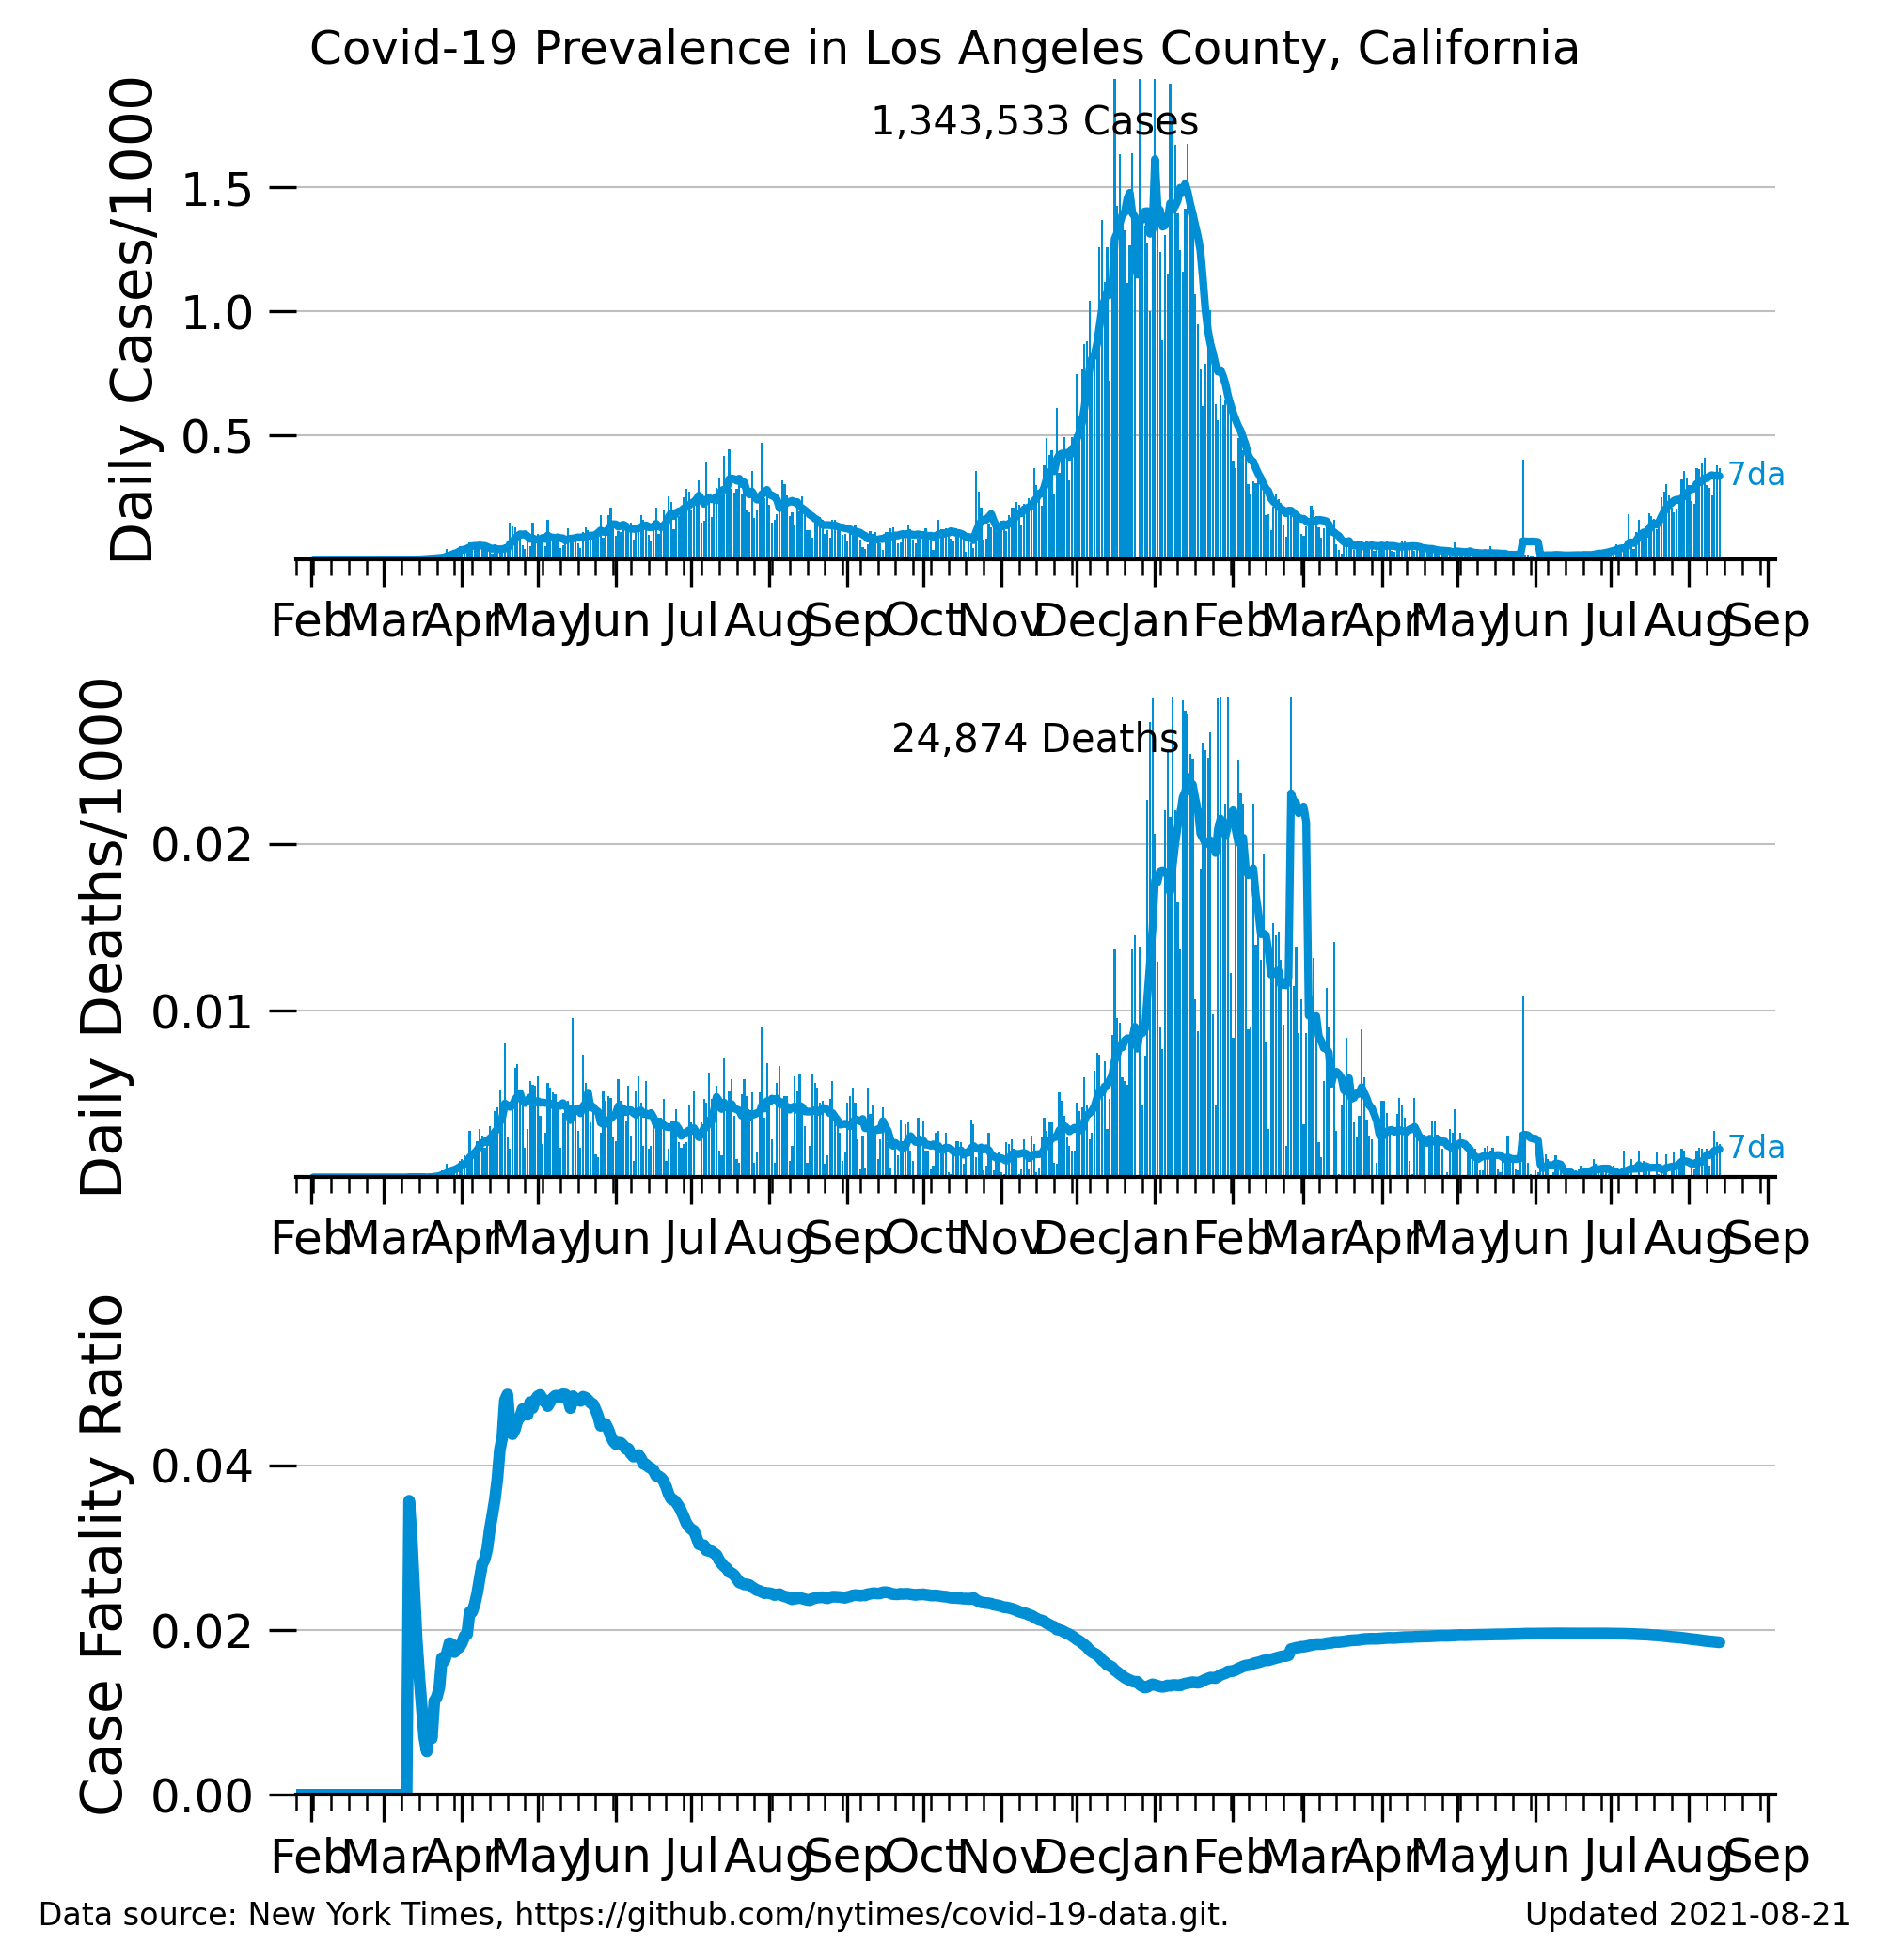 Covid-19 Prevalence in Los Angeles County, California
Daily Cases/1000
1,343,533 Cases
1.5
1.0
0.5
7da
Feb Mar Apr May Jun Jul Aug Sep Oct Nov Dec Jan Feb Mar Apr May Jun Jul Aug Sep
Daily Deaths/1000
24,874 Deaths
0.02
0.01
7da
Feb Mar Apr May Jun Jul Aug Sep Oct Nov Dec Jan Feb Mar Apr May Jun Jul Aug Sep
Case Fatality Ratio
0.04
0.02
0.00
Feb Mar Apr May Jun Jul Aug Sep Oct Nov Dec Jan Feb Mar Apr May Jun Jul Aug Sep
Data source: New York Times, https://github.com/nytimes/covid-19-data.git. Updated 2021-08-21